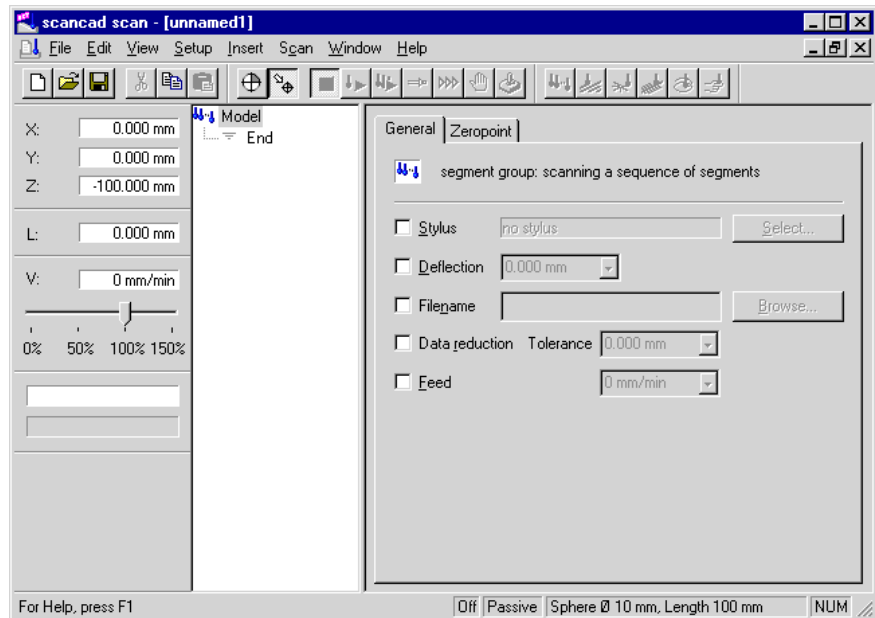 scancad scan - [unnamed1]
File Edit View Setup Insert Scan Window Help
X: 0.000 mm
Y: 0.000 mm
Z: -100.000 mm
L: 0.000 mm
V: 0 mm/min
0% 50% 100% 150%
Model
End
General Zeropoint
segment group: scanning a sequence of segments
Stylus no stylus Select...
Deflection 0.000 mm
Filename Browse...
Data reduction Tolerance 0.000 mm
Feed 0 mm/min
For Help, press F1 Off Passive Sphere Ø 10 mm, Length 100 mm NUM